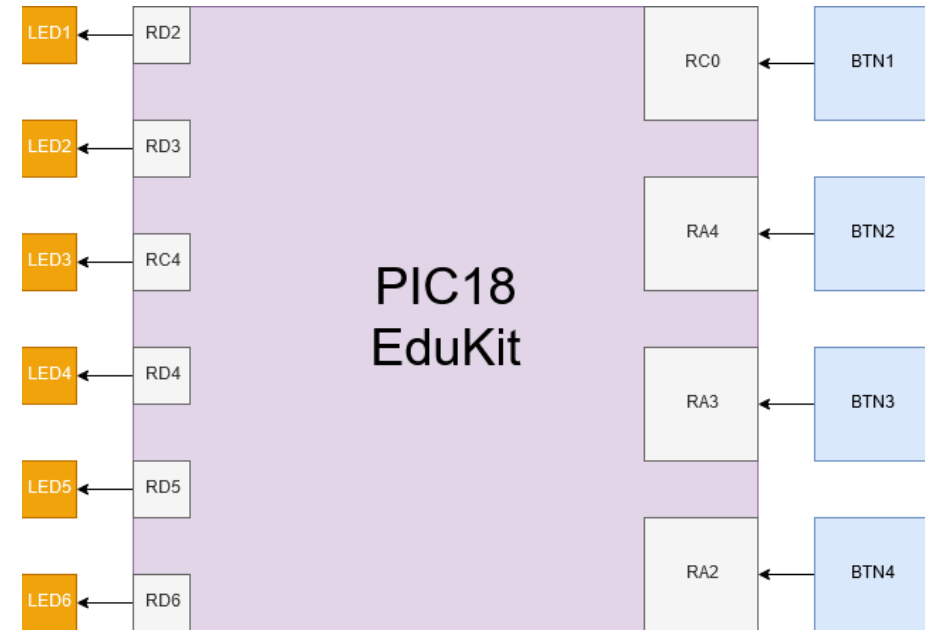 LED1
RD2
RC0
BTN1
LED2
RD3
RA4
BTN2
LED3
RC4
PIC18
EduKit
LED4
RD4
RA3
BTN3
LED5
RD5
RA2
BTN4
LED6
RD6